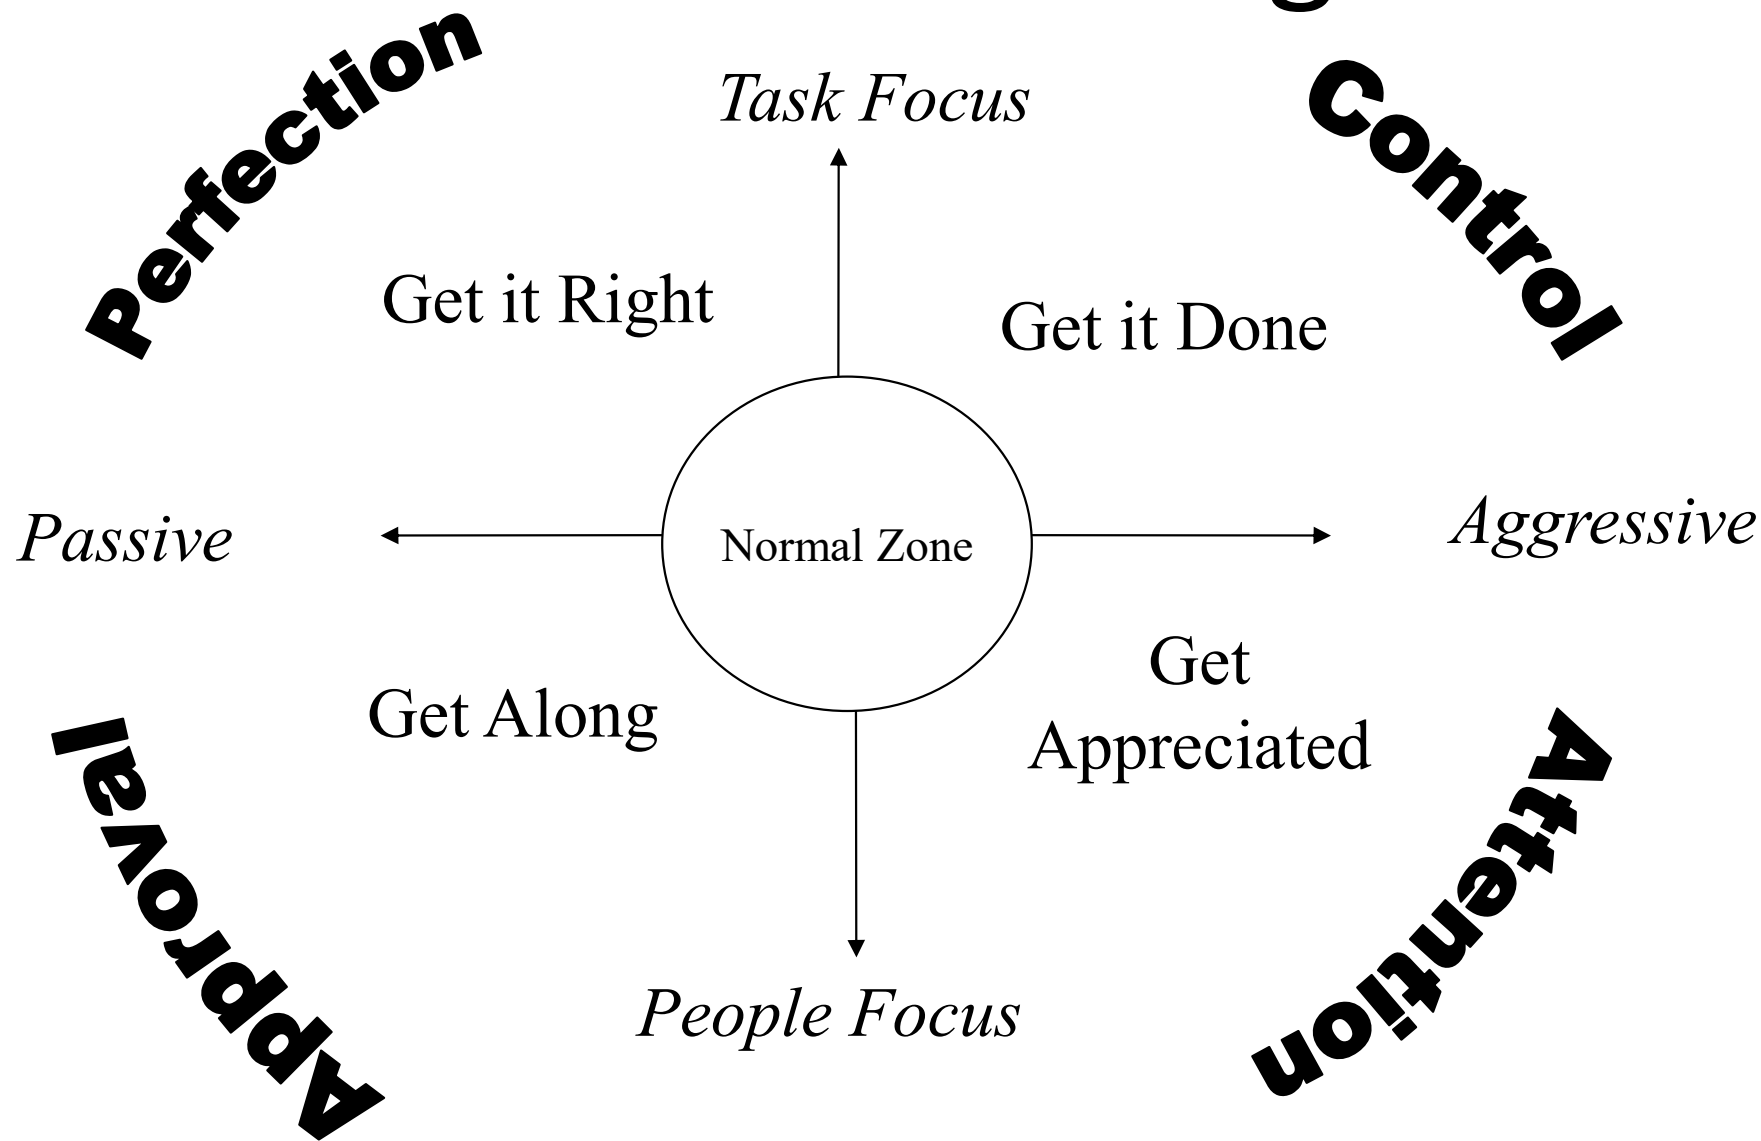 Perfection
Control
Task Focus
Get it Right
Get it Done
Passive
Normal Zone
Aggressive
Get Along
Get
Appreciated
Approval
Attention
People Focus